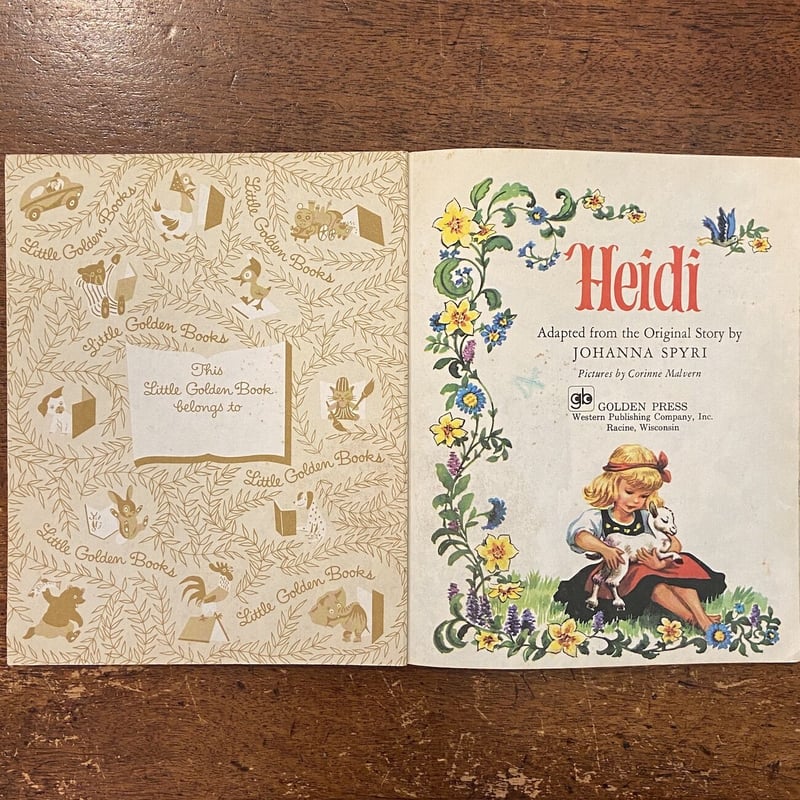 Little Golden Books
Little Golden Books
Little Golden Books
This
Little Golden Book
belongs to
Little Golden Books
Little Golden Books
Little Golden Books
Heidi
Adapted from the Original Story by
JOHANNA SPYRI
Pictures by Corinne Malvern
gb GOLDEN PRESS
Western Publishing Company, Inc.
Racine, Wisconsin